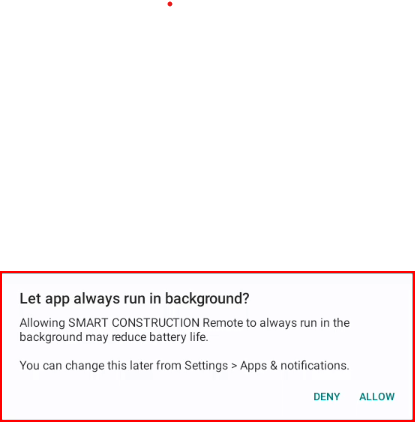 Let app always run in background?
Allowing SMART CONSTRUCTION Remote to always run in the
background may reduce battery life.
You can change this later from Settings > Apps & notifications.
DENY ALLOW